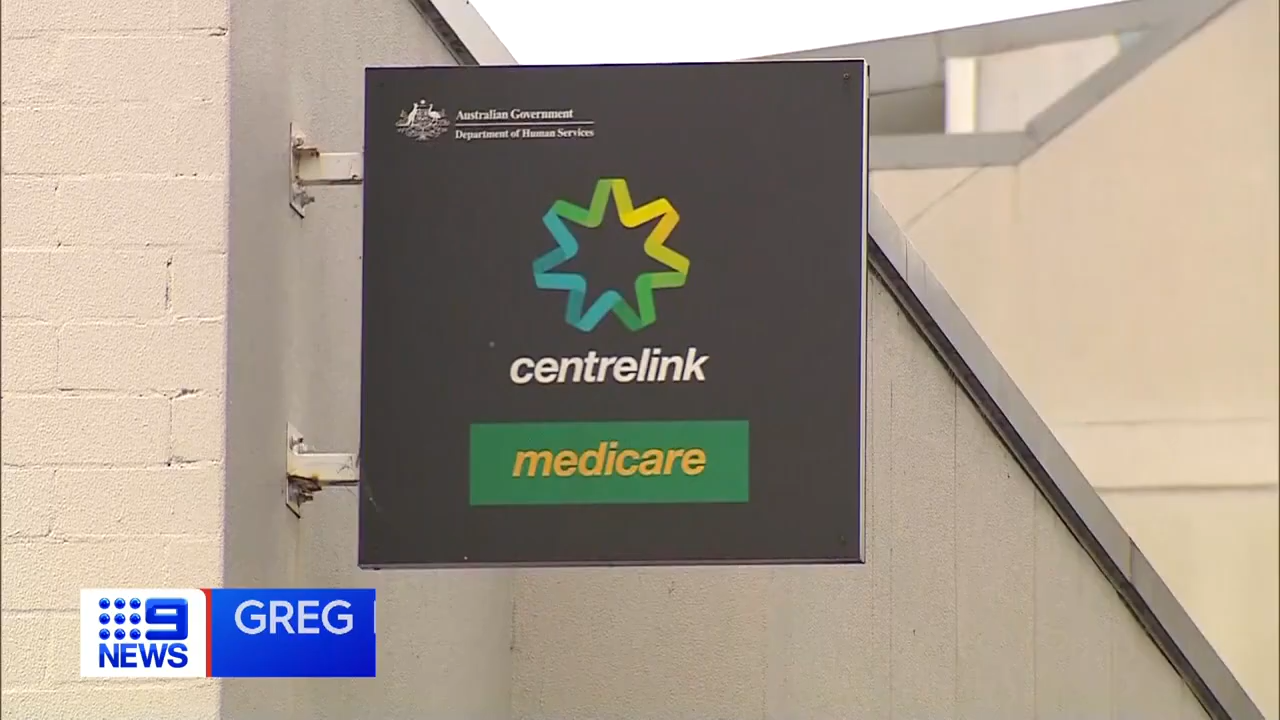 Australian Government
Department of Human Services
centrelink
medicare
9
NEWS
GREG